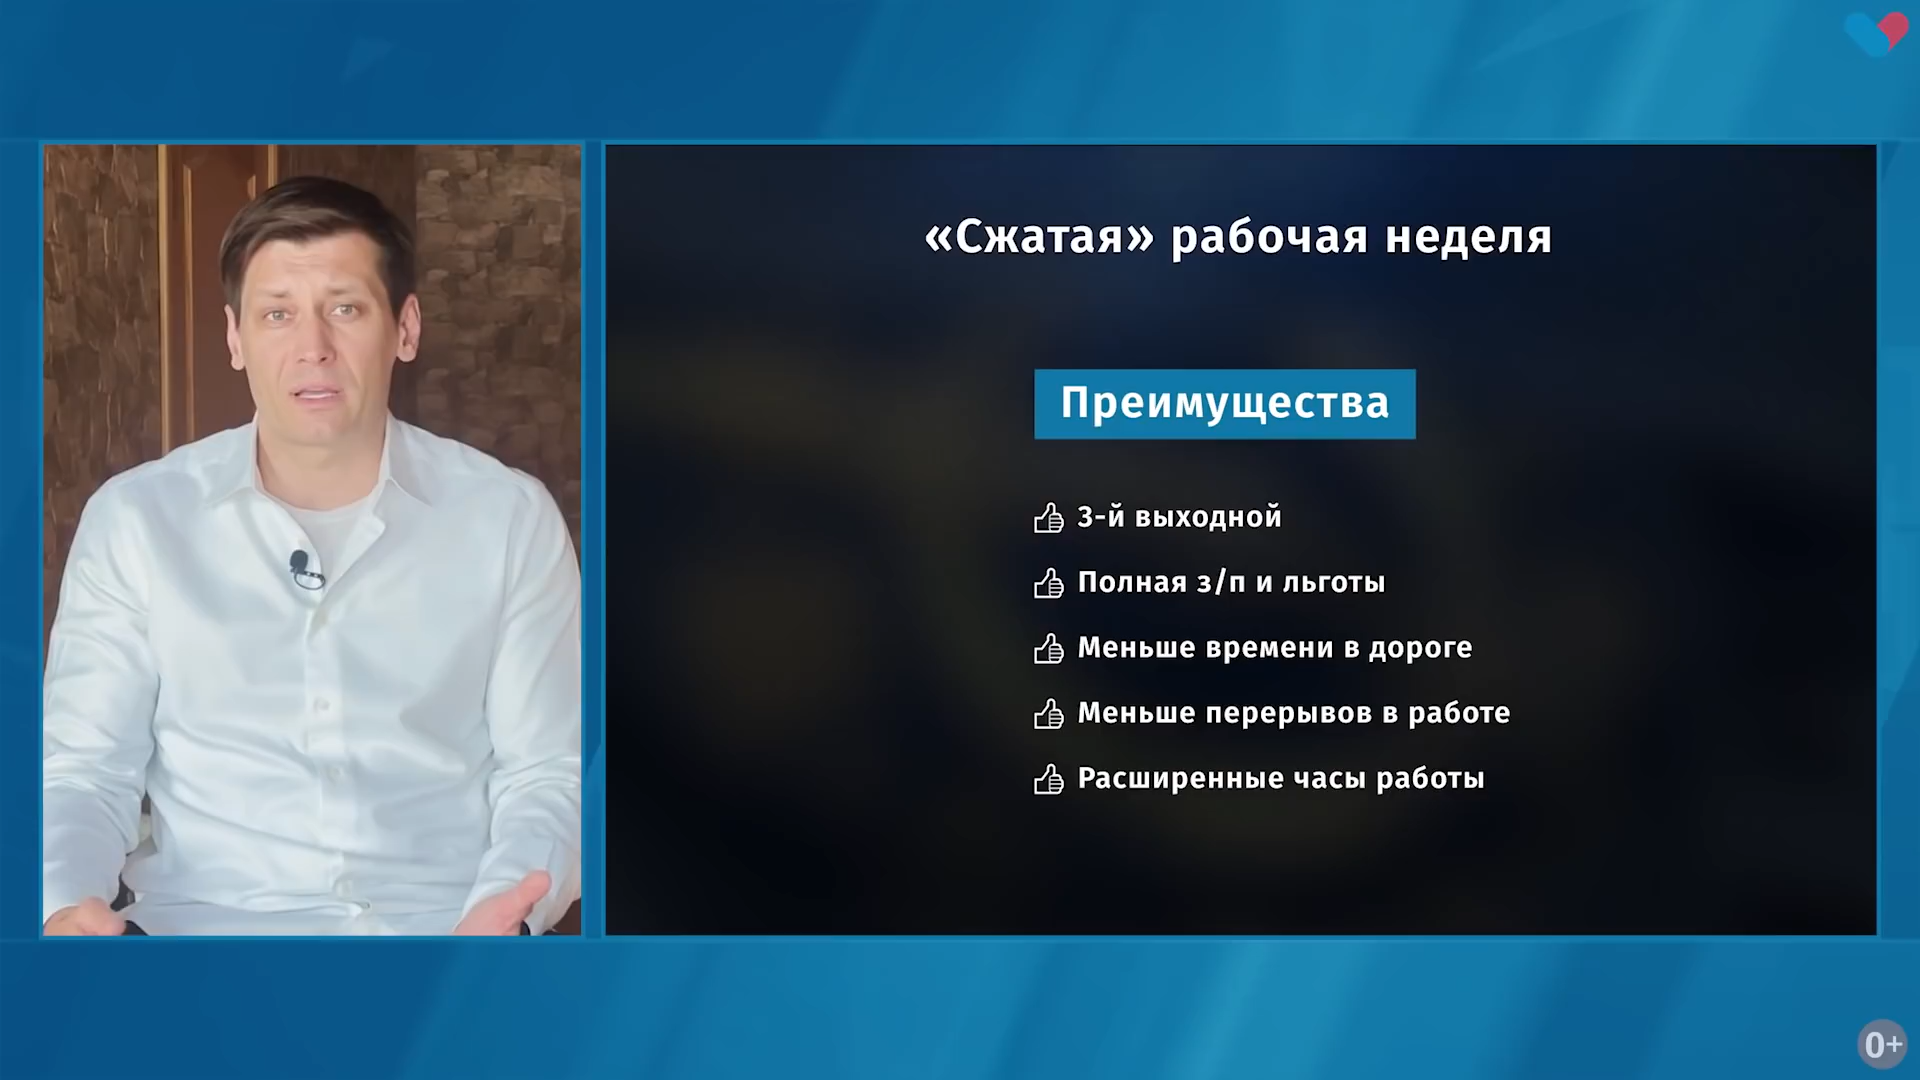 «Сжатая» рабочая неделя
Преимущества
3-й выходной
Полная з/п и льготы
Меньше времени в дороге
Меньше перерывов в работе
Расширенные часы работы
0+